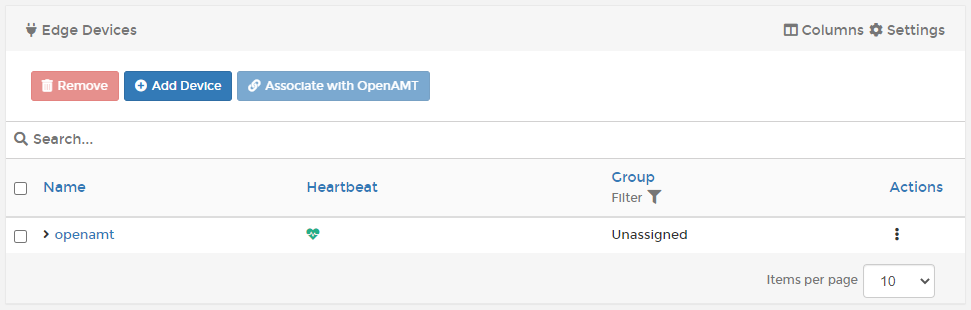 Edge Devices Columns Settings
Remove Add Device Associate with OpenAMT
Search...
Name Heartbeat Group Actions
Filter
openamt Unassigned
Items per page 10